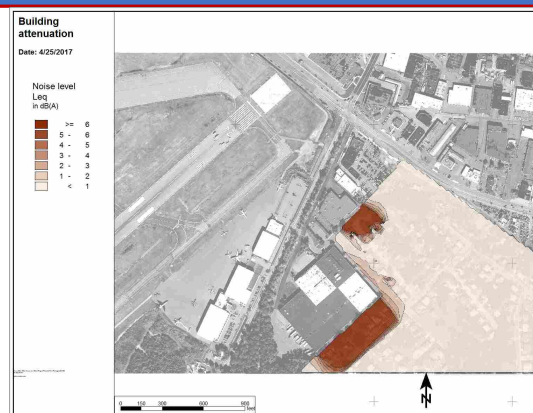 Building
attenuation
Date: 4/25/2017
Noise level
Leq
in dB(A)
>= 6
5 - 6
4 - 5
3 - 4
2 - 3
1 - 2
< 1
0 150 300 600 900
feet
N